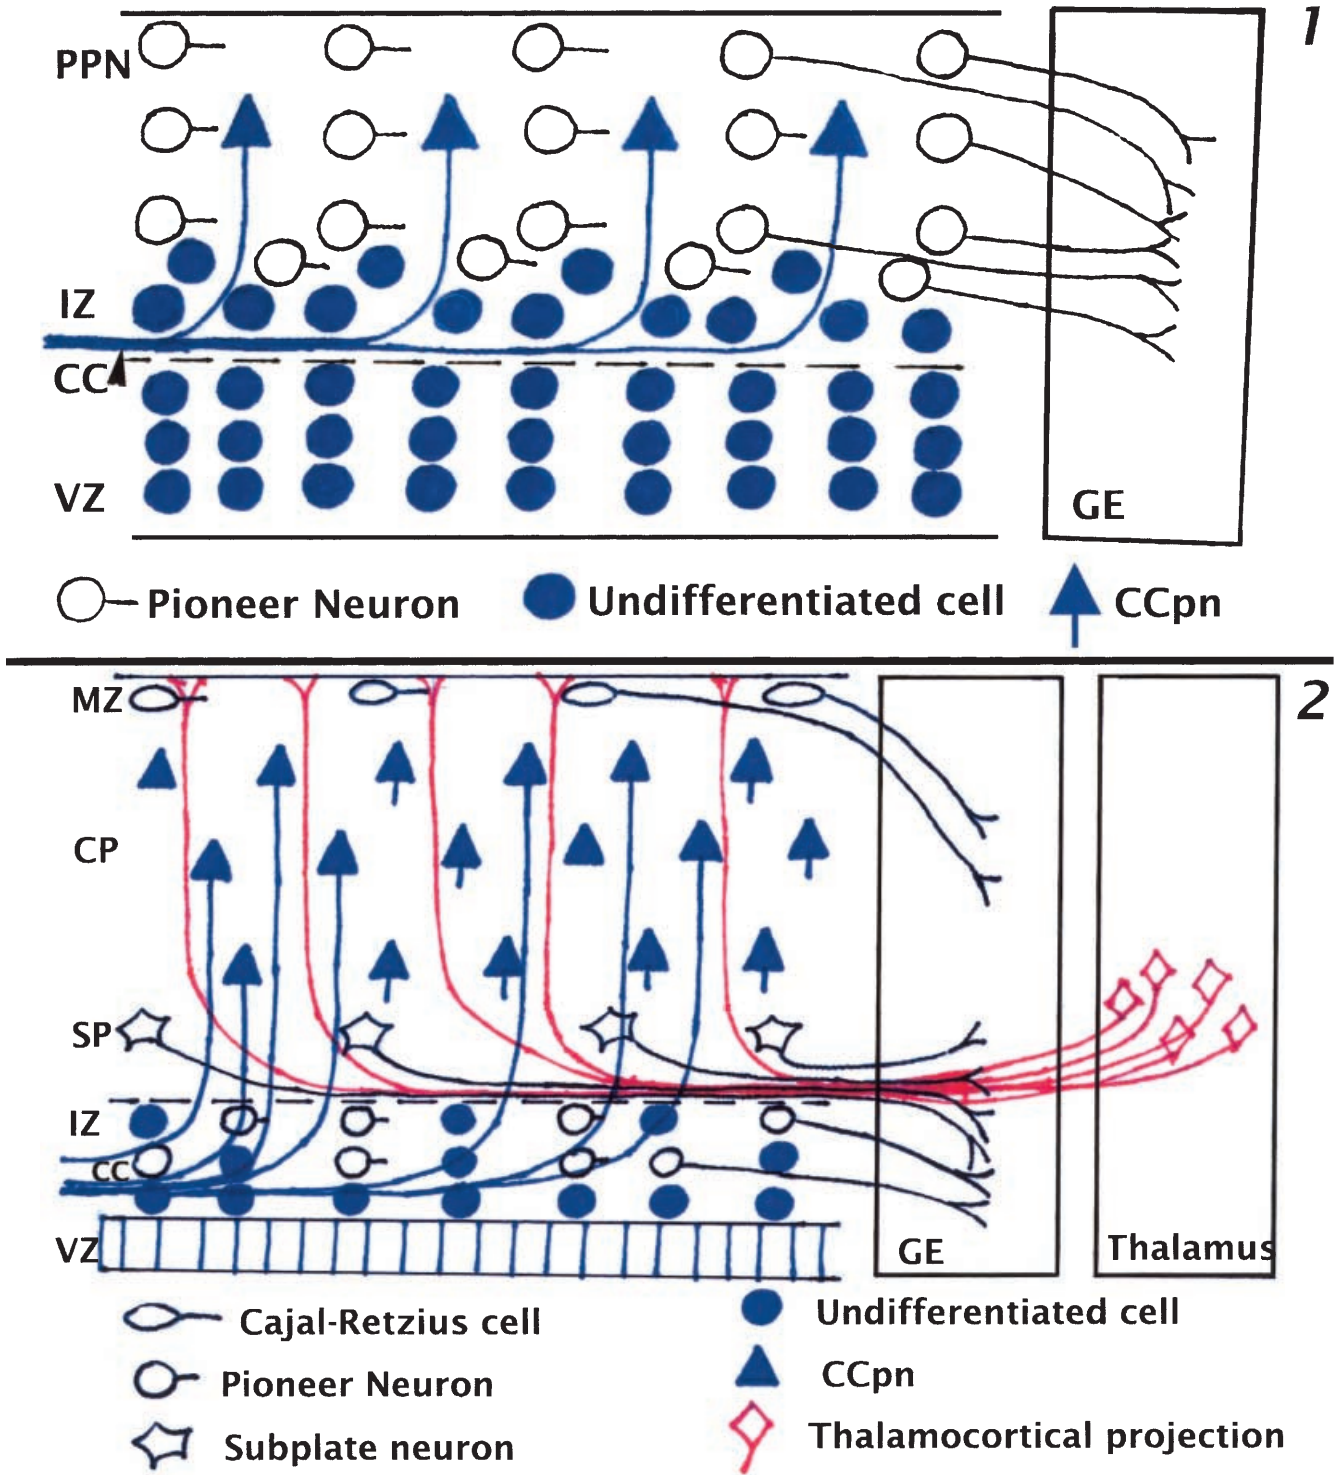 1
PPN
IZ
CC
VZ
GE
Pioneer Neuron
Undifferentiated cell
CCpn
2
MZ
CP
SP
IZ
CC
VZ
GE
Thalamus
Cajal-Retzius cell
Undifferentiated cell
Pioneer Neuron
CCpn
Subplate neuron
Thalamocortical projection